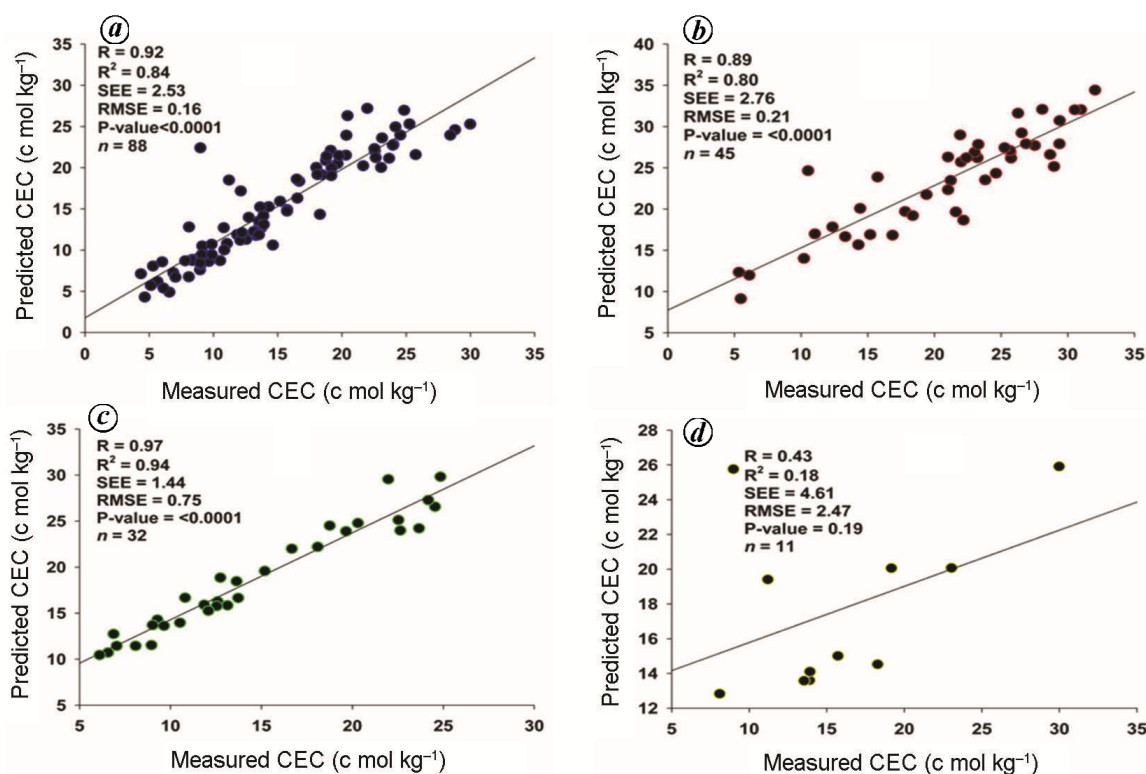 a
R = 0.92
R² = 0.84
SEE = 2.53
RMSE = 0.16
P-value<0.0001
n = 88
35
30
25
20
15
10
5
0
Predicted CEC (c mol kg⁻¹)
0 5 10 15 20 25 30 35
Measured CEC (c mol kg⁻¹)
b
R = 0.89
R² = 0.80
SEE = 2.76
RMSE = 0.21
P-value = <0.0001
n = 45
40
35
30
25
20
15
10
5
Predicted CEC (c mol kg⁻¹)
0 5 10 15 20 25 30 35
Measured CEC (c mol kg⁻¹)
c
R = 0.97
R² = 0.94
SEE = 1.44
RMSE = 0.75
P-value = <0.0001
n = 32
35
30
25
20
15
10
5
Predicted CEC (c mol kg⁻¹)
5 10 15 20 25 30
Measured CEC (c mol kg⁻¹)
d
R = 0.43
R² = 0.18
SEE = 4.61
RMSE = 2.47
P-value = 0.19
n = 11
28
26
24
22
20
18
16
14
12
Predicted CEC (c mol kg⁻¹)
5 10 15 20 25 30 35
Measured CEC (c mol kg⁻¹)